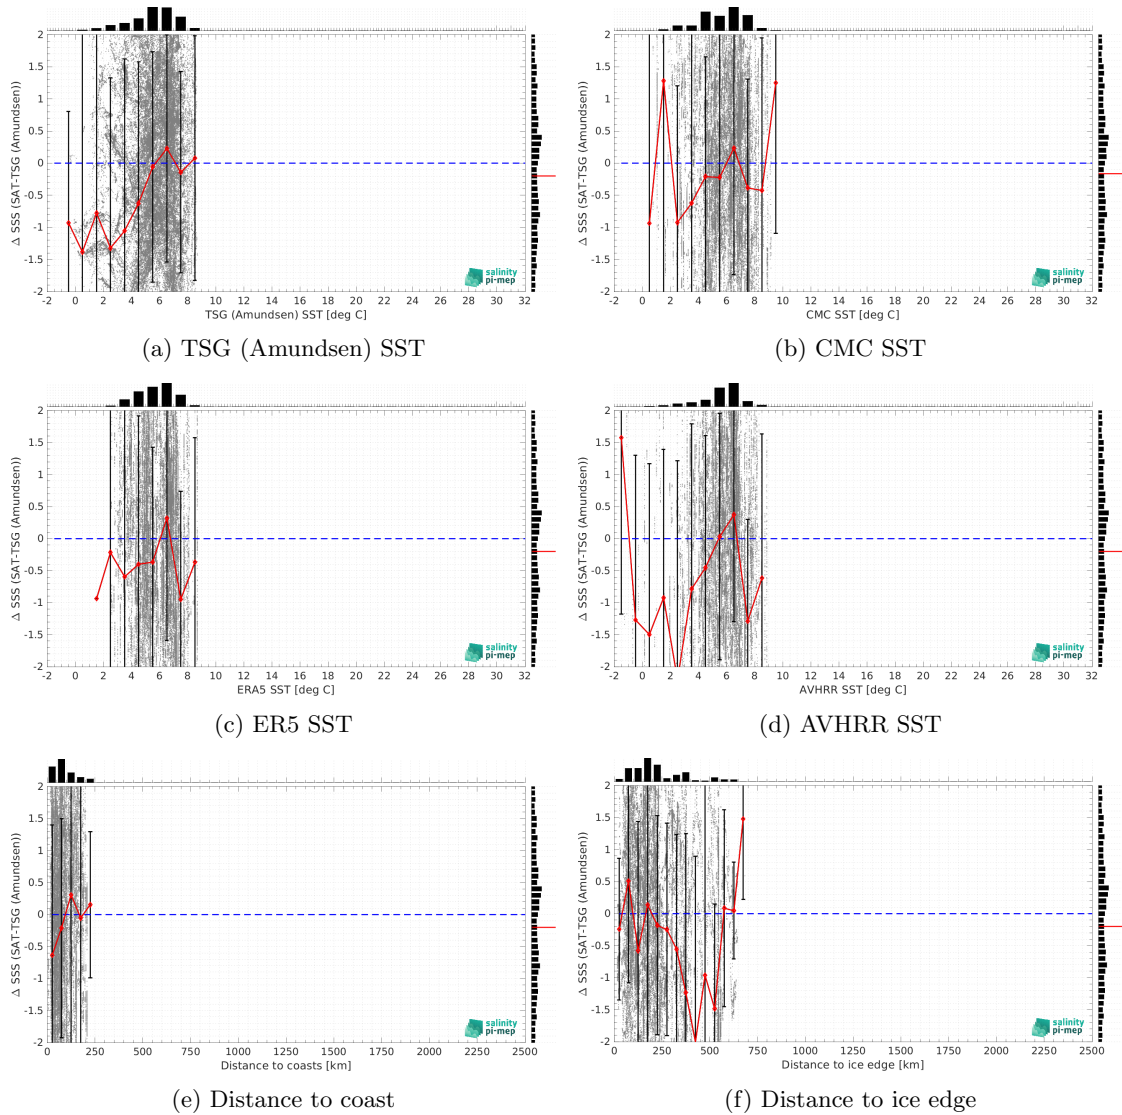 2
1.5
1
0.5
0
-0.5
-1
-1.5
-2
Δ SSS (SAT-TSG (Amundsen))
salinity
pi-mep
-2 0 2 4 6 8 10 12 14 16 18 20 22 24 26 28 30 32
TSG (Amundsen) SST [deg C]
(a) TSG (Amundsen) SST
2
1.5
1
0.5
0
-0.5
-1
-1.5
-2
Δ SSS (SAT-TSG (Amundsen))
salinity
pi-mep
-2 0 2 4 6 8 10 12 14 16 18 20 22 24 26 28 30 32
CMC SST [deg C]
(b) CMC SST
2
1.5
1
0.5
0
-0.5
-1
-1.5
-2
Δ SSS (SAT-TSG (Amundsen))
salinity
pi-mep
-2 0 2 4 6 8 10 12 14 16 18 20 22 24 26 28 30 32
ERA5 SST [deg C]
(c) ER5 SST
2
1.5
1
0.5
0
-0.5
-1
-1.5
-2
Δ SSS (SAT-TSG (Amundsen))
salinity
pi-mep
-2 0 2 4 6 8 10 12 14 16 18 20 22 24 26 28 30 32
AVHRR SST [deg C]
(d) AVHRR SST
2
1.5
1
0.5
0
-0.5
-1
-1.5
-2
Δ SSS (SAT-TSG (Amundsen))
salinity
pi-mep
0 250 500 750 1000 1250 1500 1750 2000 2250 2500
Distance to coasts [km]
(e) Distance to coast
2
1.5
1
0.5
0
-0.5
-1
-1.5
-2
Δ SSS (SAT-TSG (Amundsen))
salinity
pi-mep
0 250 500 750 1000 1250 1500 1750 2000 2250 2500
Distance to ice edge [km]
(f) Distance to ice edge